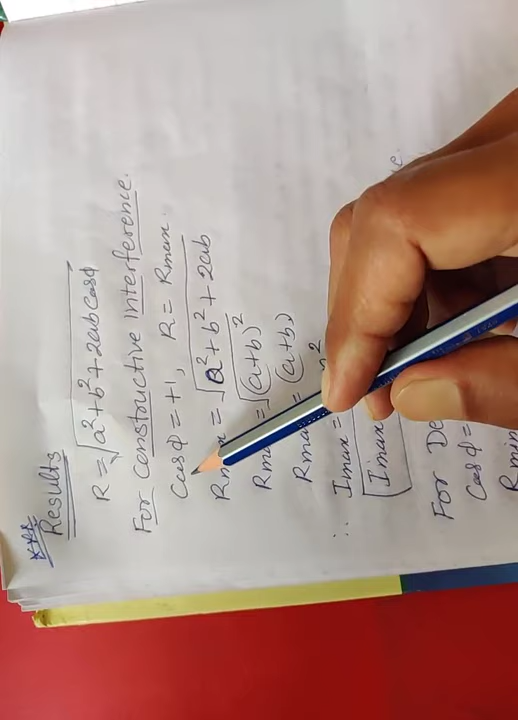 Results
R = √a²+b²+2ab cosϕ
For Constructive Interference.
Cosϕ = +1, R = Rmax.
= √a²+b²+2ab
= √(a+b)²
(a+b)
∴ Imax =
Imax
For De
Cosϕ =
Rmin